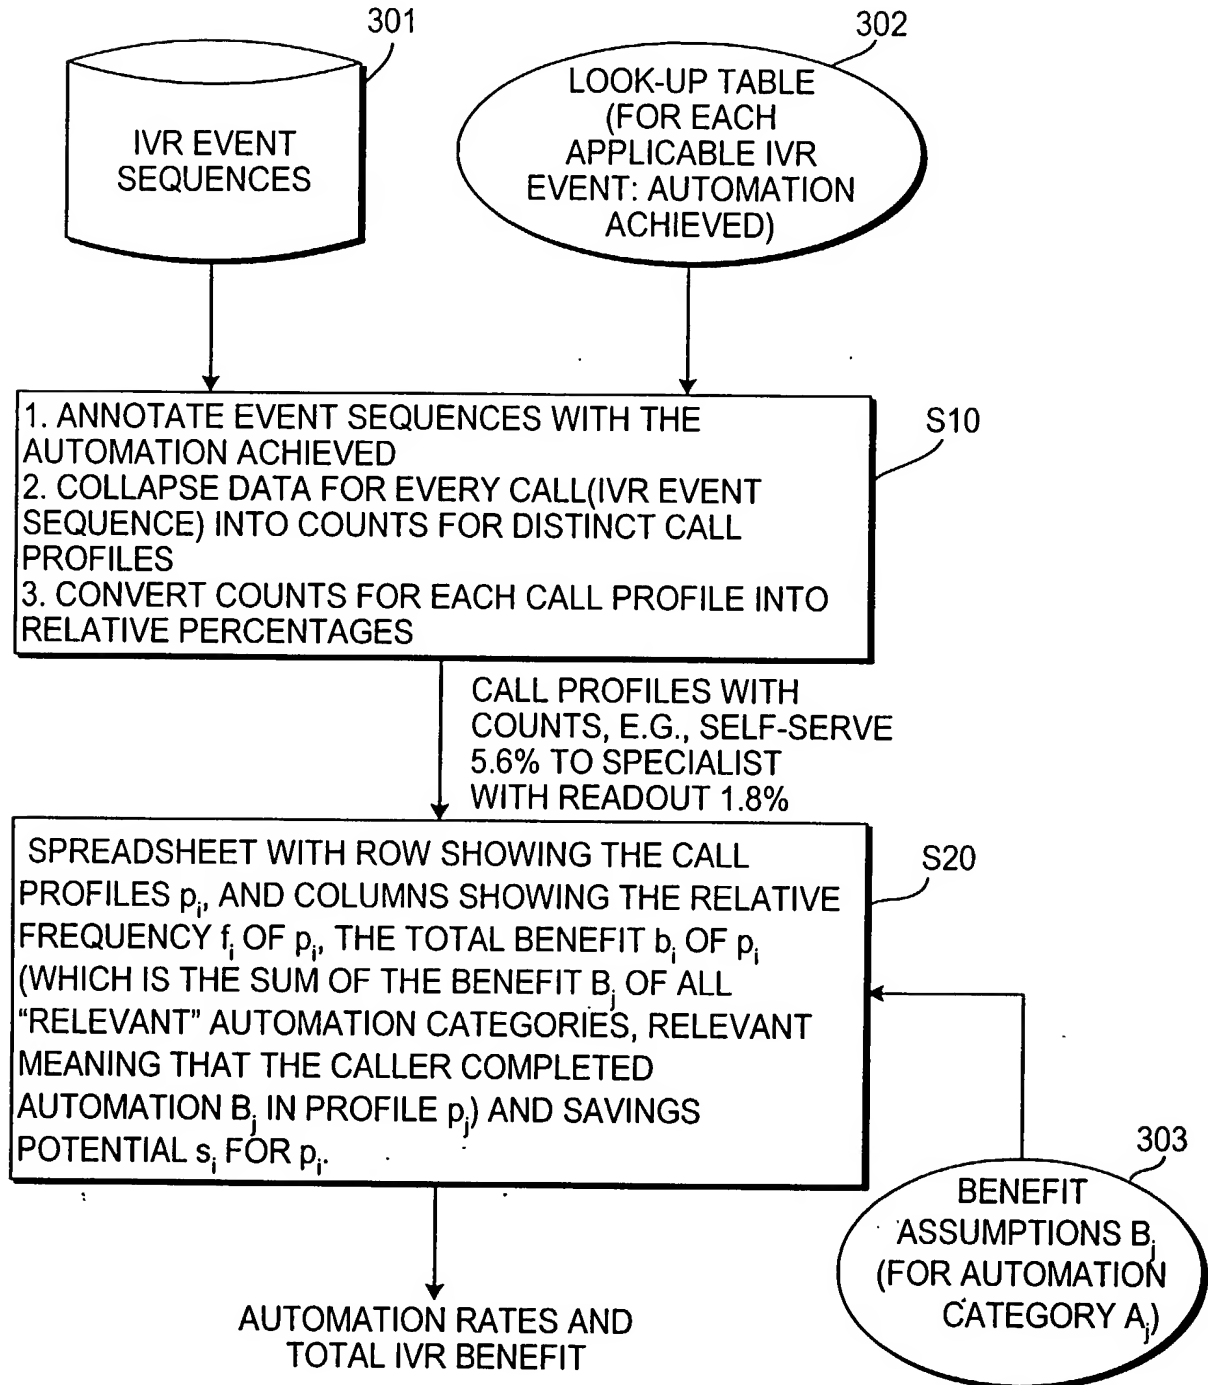 301
302
IVR EVENT
SEQUENCES
LOOK-UP TABLE
(FOR EACH
APPLICABLE IVR
EVENT: AUTOMATION
ACHIEVED)
1. ANNOTATE EVENT SEQUENCES WITH THE
AUTOMATION ACHIEVED
2. COLLAPSE DATA FOR EVERY CALL(IVR EVENT
SEQUENCE) INTO COUNTS FOR DISTINCT CALL
PROFILES
3. CONVERT COUNTS FOR EACH CALL PROFILE INTO
RELATIVE PERCENTAGES
S10
CALL PROFILES WITH
COUNTS, E.G., SELF-SERVE
5.6% TO SPECIALIST
WITH READOUT 1.8%
SPREADSHEET WITH ROW SHOWING THE CALL
PROFILES pᵢ, AND COLUMNS SHOWING THE RELATIVE
FREQUENCY fᵢ OF pᵢ, THE TOTAL BENEFIT bᵢ OF pᵢ
(WHICH IS THE SUM OF THE BENEFIT Bⱼ OF ALL
“RELEVANT” AUTOMATION CATEGORIES, RELEVANT
MEANING THAT THE CALLER COMPLETED
AUTOMATION Bⱼ IN PROFILE pⱼ) AND SAVINGS
POTENTIAL sᵢ FOR pᵢ.
S20
303
BENEFIT
ASSUMPTIONS Bⱼ
(FOR AUTOMATION
CATEGORY Aⱼ)
AUTOMATION RATES AND
TOTAL IVR BENEFIT